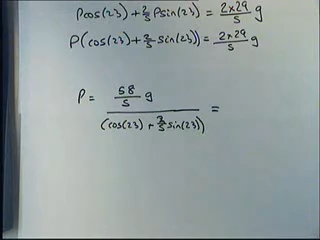 Pcos(23) + 2/5 Psin(23) = 2×29/5 g
P(cos(23) + 2/5 sin(23)) = 2×29/5 g
P = 58/5 g / (cos(23) + 2/5 sin(23)) =